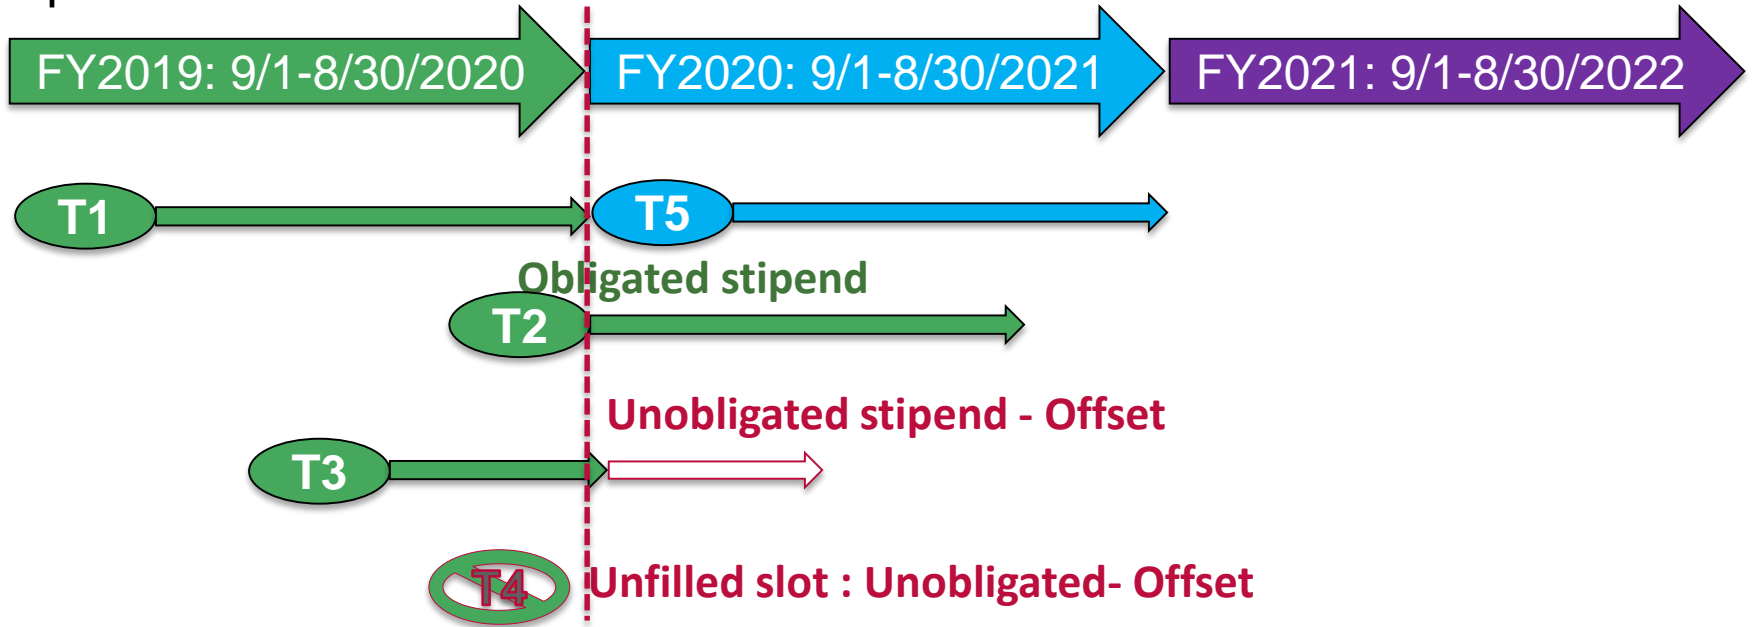 FY2019: 9/1-8/30/2020 FY2020: 9/1-8/30/2021 FY2021: 9/1-8/30/2022
T1 T5
Obligated stipend
T2
Unobligated stipend - Offset
T3
T4 Unfilled slot : Unobligated- Offset